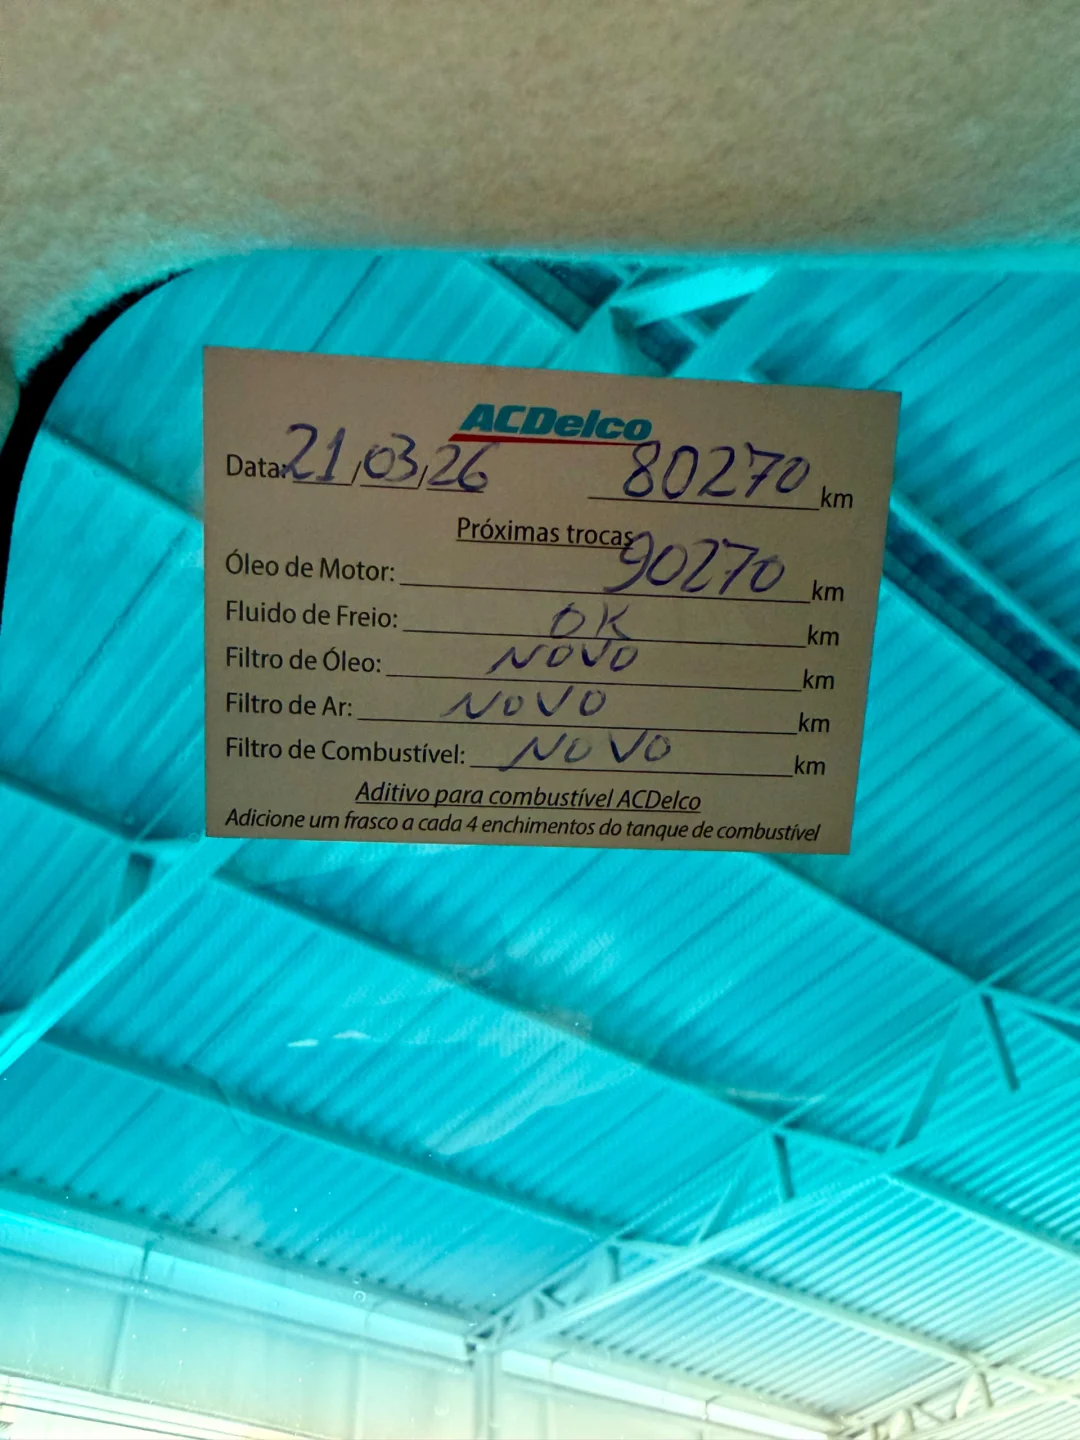 ACDelco
Data: 21/03/26 80270 km
Próximas trocas
Óleo de Motor: 90270 km
Fluido de Freio: OK km
Filtro de Óleo: NOVO km
Filtro de Ar: NOVO km
Filtro de Combustível: NOVO km
Aditivo para combustível ACDelco
Adicione um frasco a cada 4 enchimentos do tanque de combustível